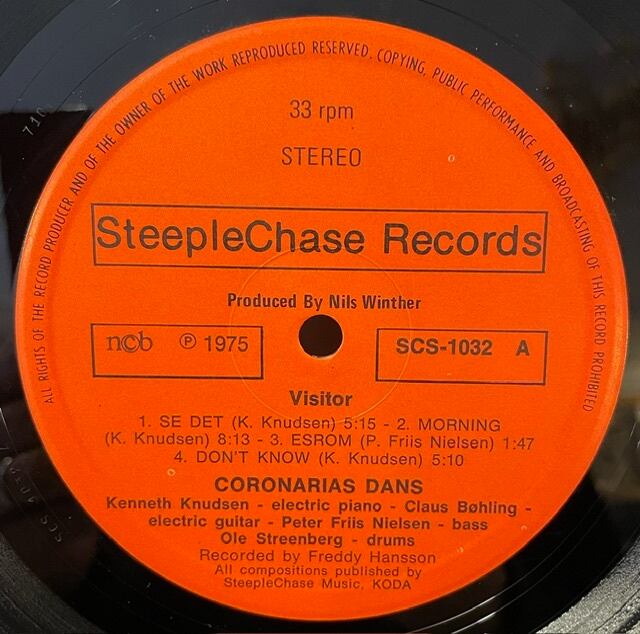 ALL RIGHTS OF THE RECORD PRODUCER AND OF THE OWNER OF THE WORK REPRODUCED RESERVED. COPYING, PUBLIC PERFORMANCE AND BROADCASTING OF THIS RECORD PROHIBITED
33 rpm
STEREO
SteepleChase Records
Produced By Nils Winther
n©b ℗ 1975
SCS-1032 A
Visitor
1. SE DET (K. Knudsen) 5:15 - 2. MORNING
(K. Knudsen) 8:13 - 3. ESROM (P. Friis Nielsen) 1:47
4. DON'T KNOW (K. Knudsen) 5:10
CORONARIAS DANS
Kenneth Knudsen - electric piano - Claus Bøhling -
electric guitar - Peter Friis Nielsen - bass
Ole Streenberg - drums
Recorded by Freddy Hansson
All compositions published by
SteepleChase Music, KODA